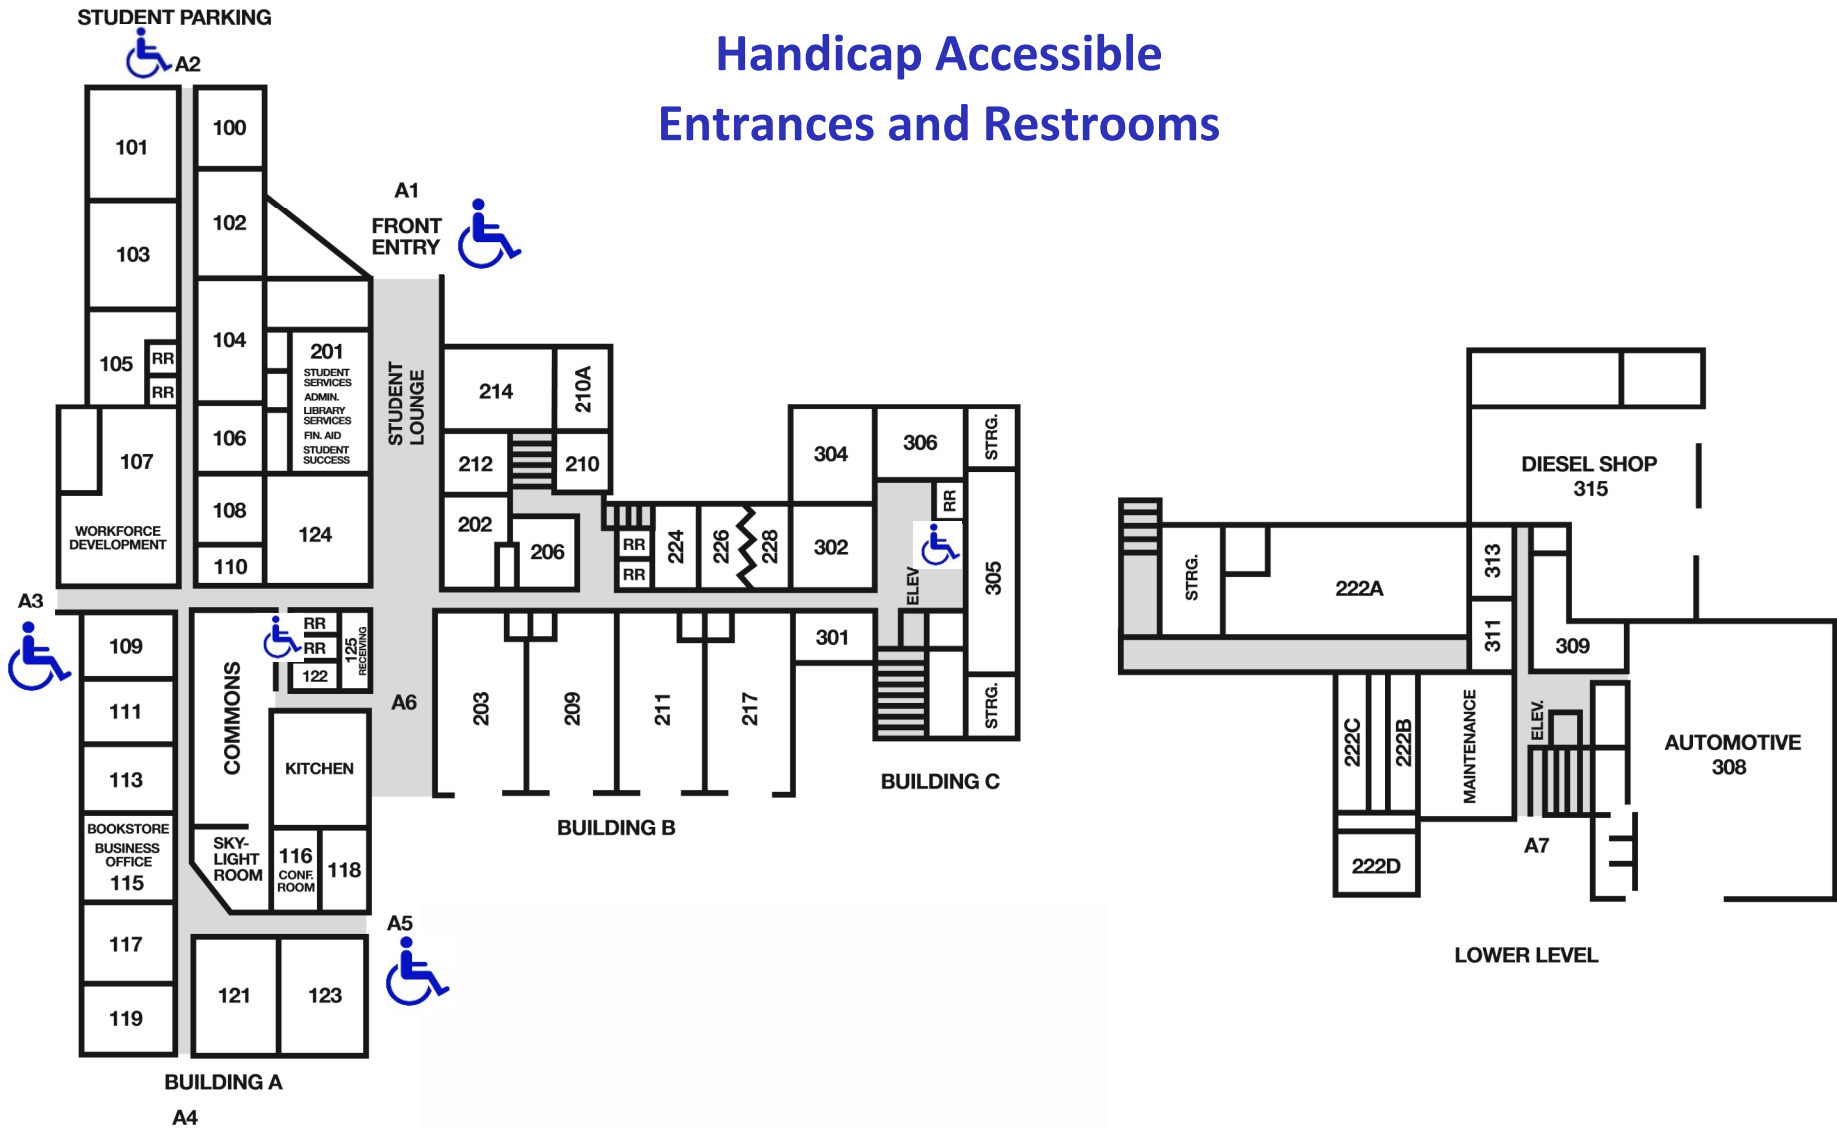 STUDENT PARKING
A2
Handicap Accessible
Entrances and Restrooms
101
100
103
102
105
RR
RR
104
201
STUDENT
SERVICES
ADMIN.
LIBRARY
SERVICES
FIN. AID
STUDENT
SUCCESS
106
107
WORKFORCE
DEVELOPMENT
108
110
124
A1
FRONT
ENTRY
STUDENT
LOUNGE
214
210A
212
210
202
206
RR
RR
224
226
228
304
302
306
STRG.
RR
305
ELEV
301
STRG.
203
209
211
217
BUILDING B
BUILDING C
A3
109
111
113
BOOKSTORE
BUSINESS
OFFICE
115
117
119
COMMONS
RR
RR
122
125
RECEIVING
A6
KITCHEN
SKY-
LIGHT
ROOM
116
CONF.
ROOM
118
A5
121
123
BUILDING A
A4
DIESEL SHOP
315
STRG.
222A
313
311
309
222C
222B
MAINTENANCE
ELEV.
AUTOMOTIVE
308
222D
A7
LOWER LEVEL